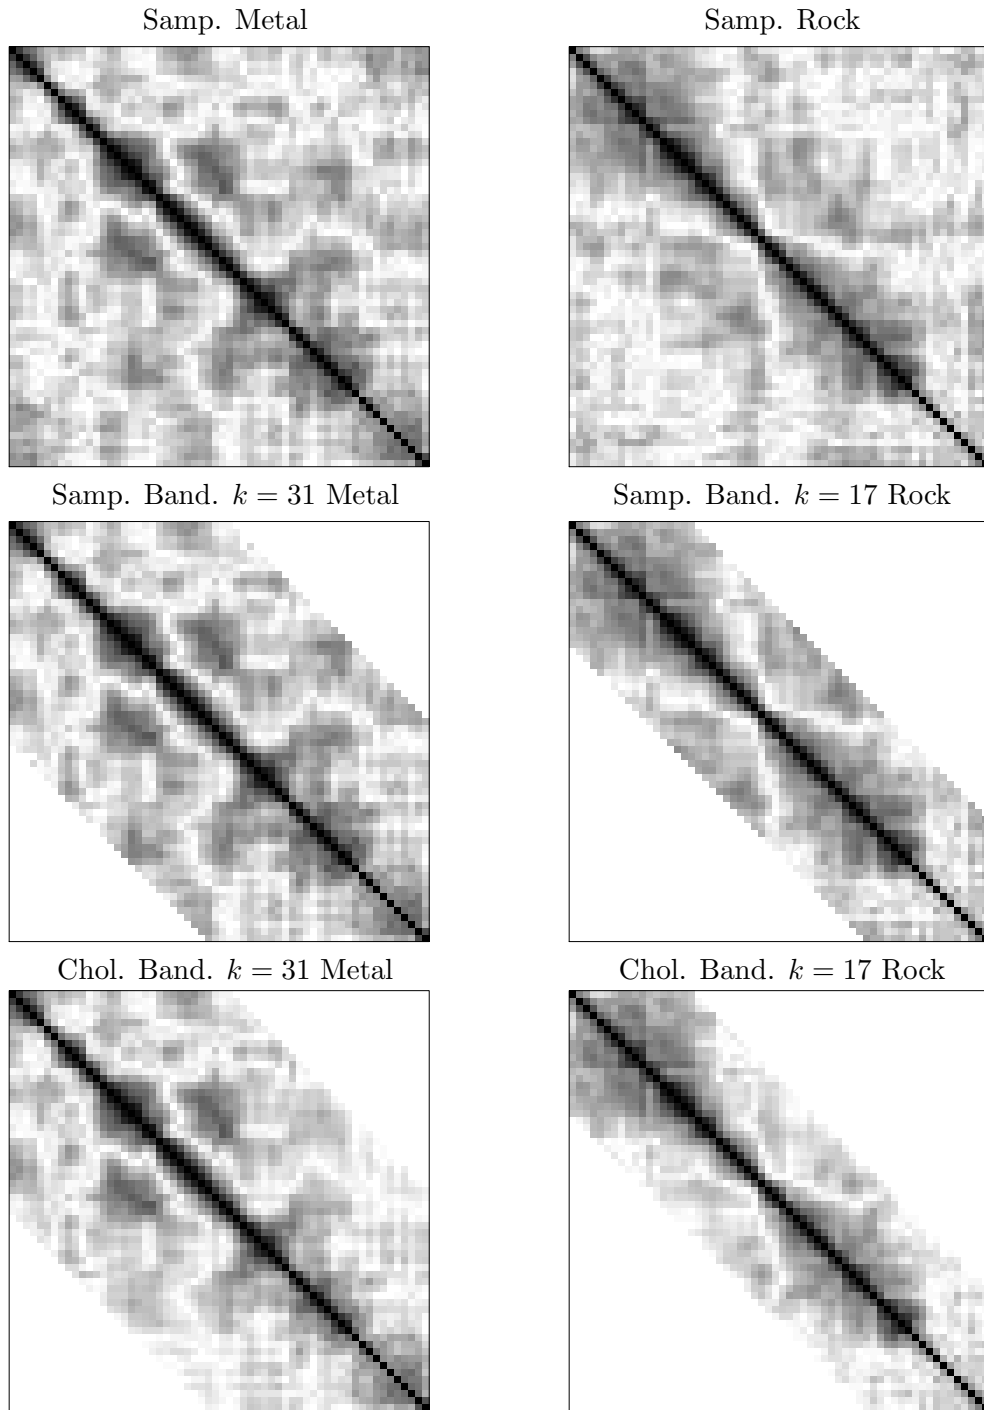 Samp. Metal
Samp. Rock
Samp. Band. k = 31 Metal
Samp. Band. k = 17 Rock
Chol. Band. k = 31 Metal
Chol. Band. k = 17 Rock